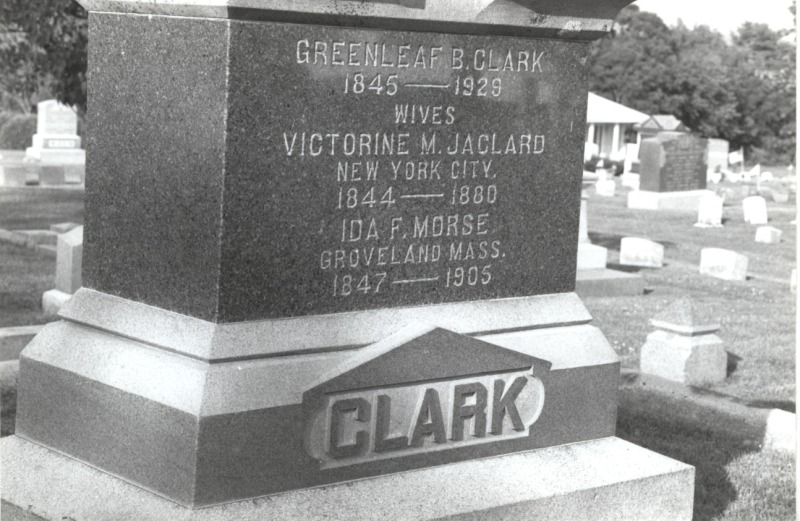 GREENLEAF B. CLARK
1845 — 1929
WIVES
VICTORINE M. JACLARD
NEW YORK CITY.
1844 — 1880
IDA F. MORSE
GROVELAND MASS.
1847 — 1905
CLARK